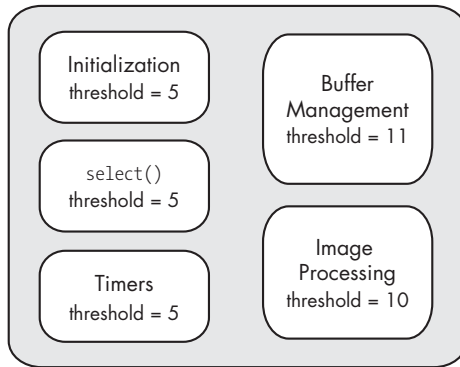 Initialization
threshold = 5
select()
threshold = 5
Timers
threshold = 5
Buffer
Management
threshold = 11
Image
Processing
threshold = 10